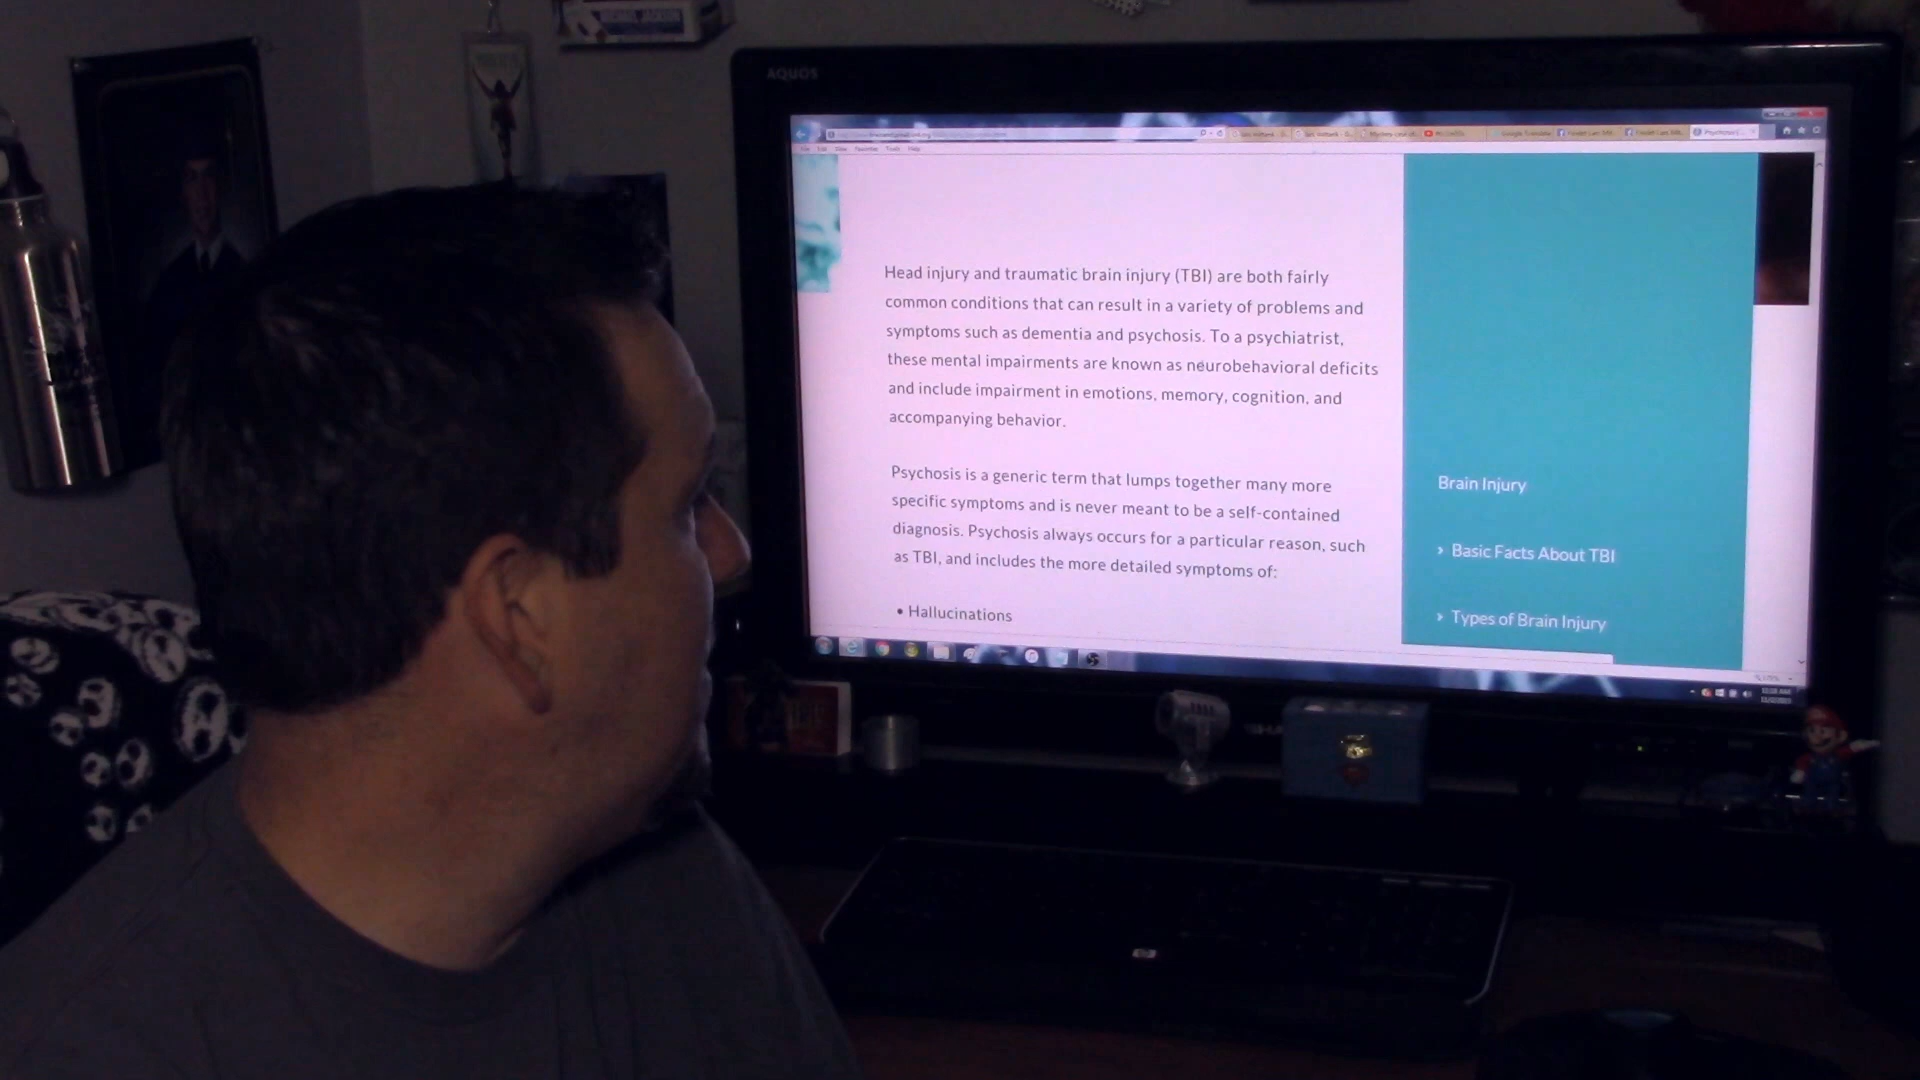 AQUOS
Head injury and traumatic brain injury (TBI) are both fairly
common conditions that can result in a variety of problems and
symptoms such as dementia and psychosis. To a psychiatrist,
these mental impairments are known as neurobehavioral deficits
and include impairment in emotions, memory, cognition, and
accompanying behavior.
Psychosis is a generic term that lumps together many more
specific symptoms and is never meant to be a self-contained
diagnosis. Psychosis always occurs for a particular reason, such
as TBI, and includes the more detailed symptoms of:
• Hallucinations
Brain Injury
› Basic Facts About TBI
› Types of Brain Injury
hp